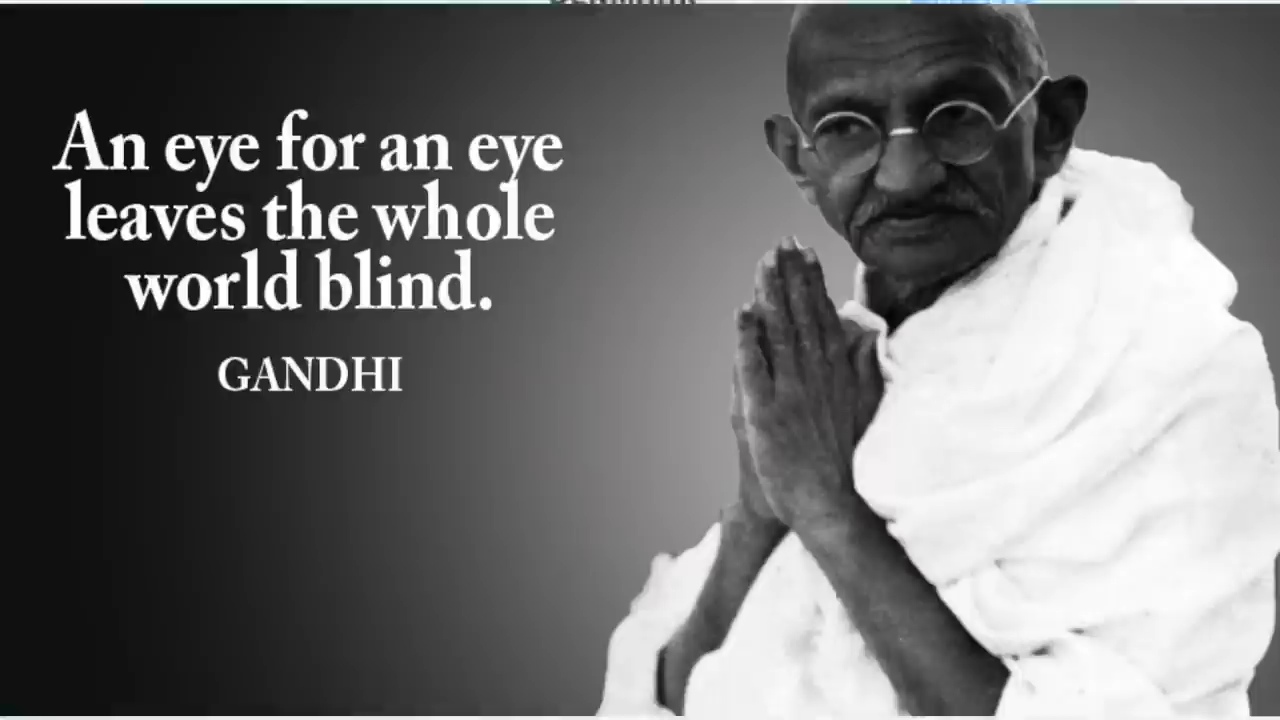 An eye for an eye
leaves the whole
world blind.
GANDHI